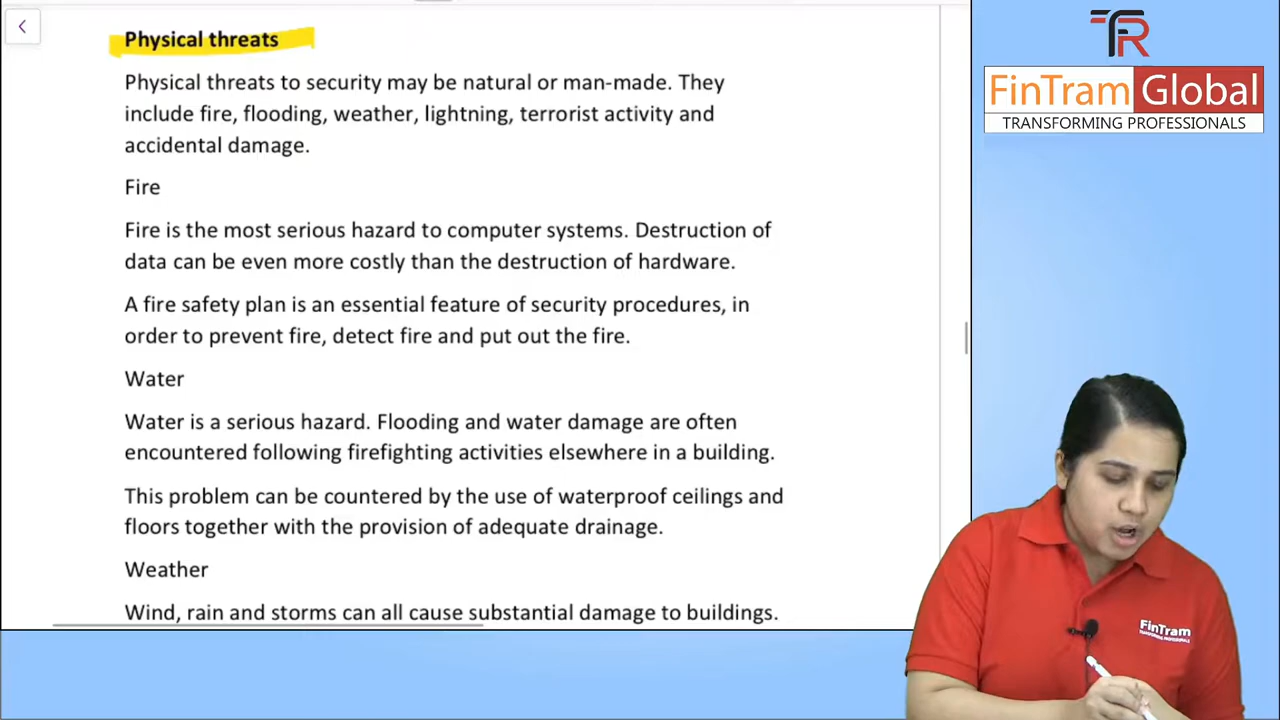 Physical threats
Physical threats to security may be natural or man-made. They
include fire, flooding, weather, lightning, terrorist activity and
accidental damage.
Fire
Fire is the most serious hazard to computer systems. Destruction of
data can be even more costly than the destruction of hardware.
A fire safety plan is an essential feature of security procedures, in
order to prevent fire, detect fire and put out the fire.
Water
Water is a serious hazard. Flooding and water damage are often
encountered following firefighting activities elsewhere in a building.
This problem can be countered by the use of waterproof ceilings and
floors together with the provision of adequate drainage.
Weather
Wind, rain and storms can all cause substantial damage to buildings.
FinTram Global
TRANSFORMING PROFESSIONALS
FinTram
TRANSFORMING PROFESSIONALS